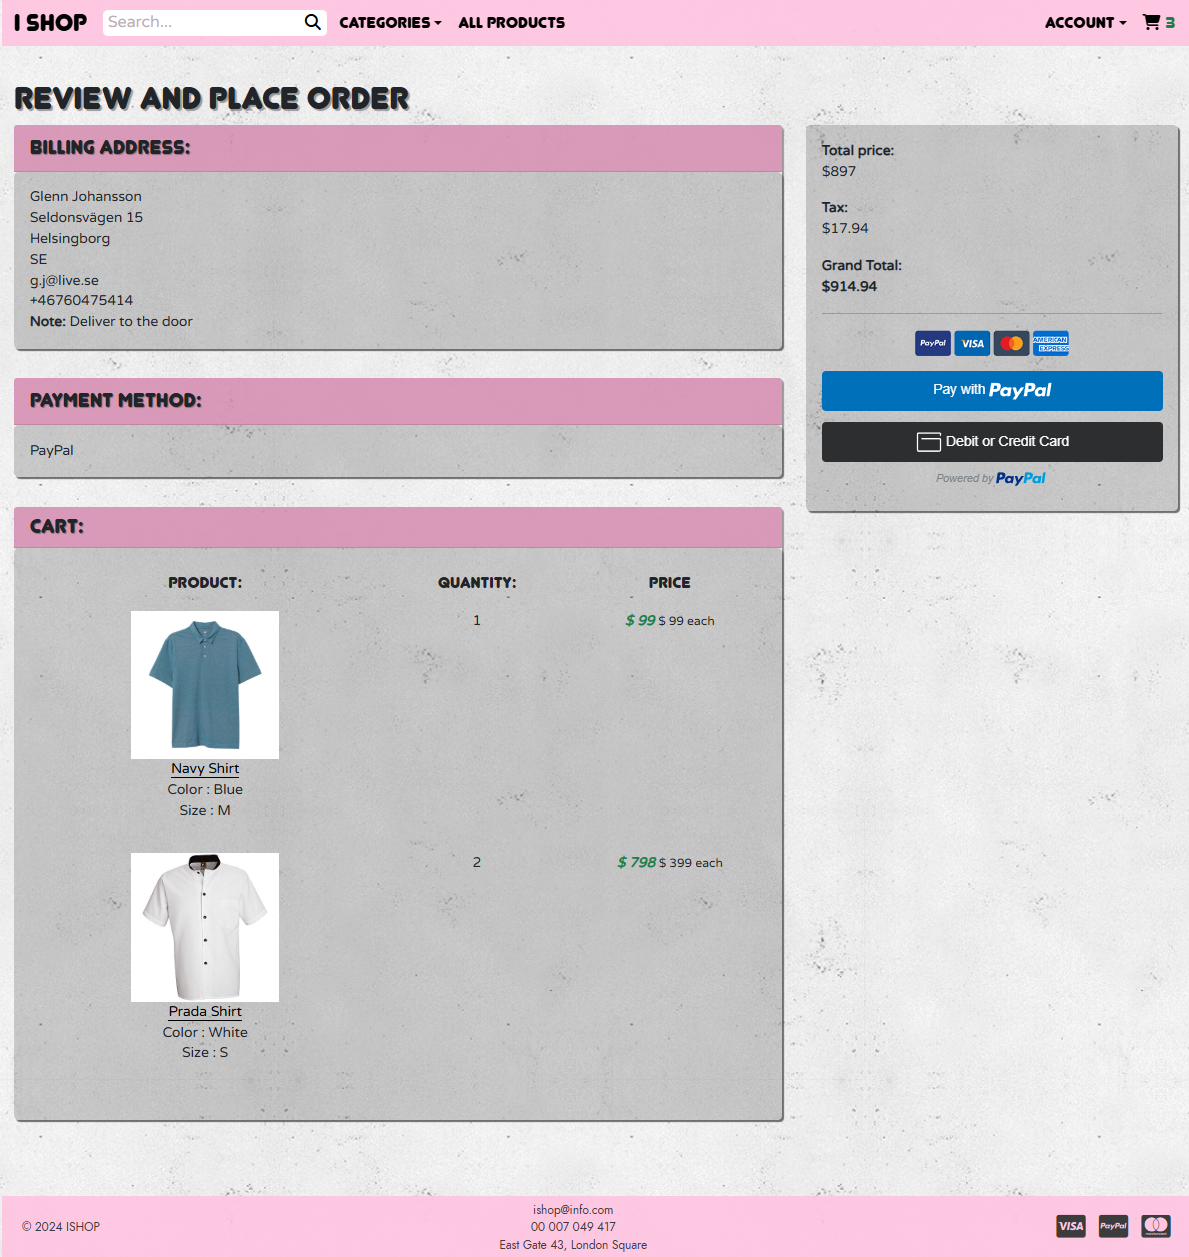 I SHOP
Search...
CATEGORIES
ALL PRODUCTS
ACCOUNT
3
REVIEW AND PLACE ORDER
BILLING ADDRESS:
Glenn Johansson
Seldonsvägen 15
Helsingborg
SE
g.j@live.se
+46760475414
Note: Deliver to the door
PAYMENT METHOD:
PayPal
CART:
PRODUCT: QUANTITY: PRICE
1 $ 99 $ 99 each
Navy Shirt
Color : Blue
Size : M
2 $ 798 $ 399 each
Prada Shirt
Color : White
Size : S
Total price:
$897
Tax:
$17.94
Grand Total:
$914.94
PayPal VISA AMERICAN EXPRESS
Pay with PayPal
Debit or Credit Card
Powered by PayPal
© 2024 ISHOP
ishop@info.com
00 007 049 417
East Gate 43, London Square
VISA PayPal